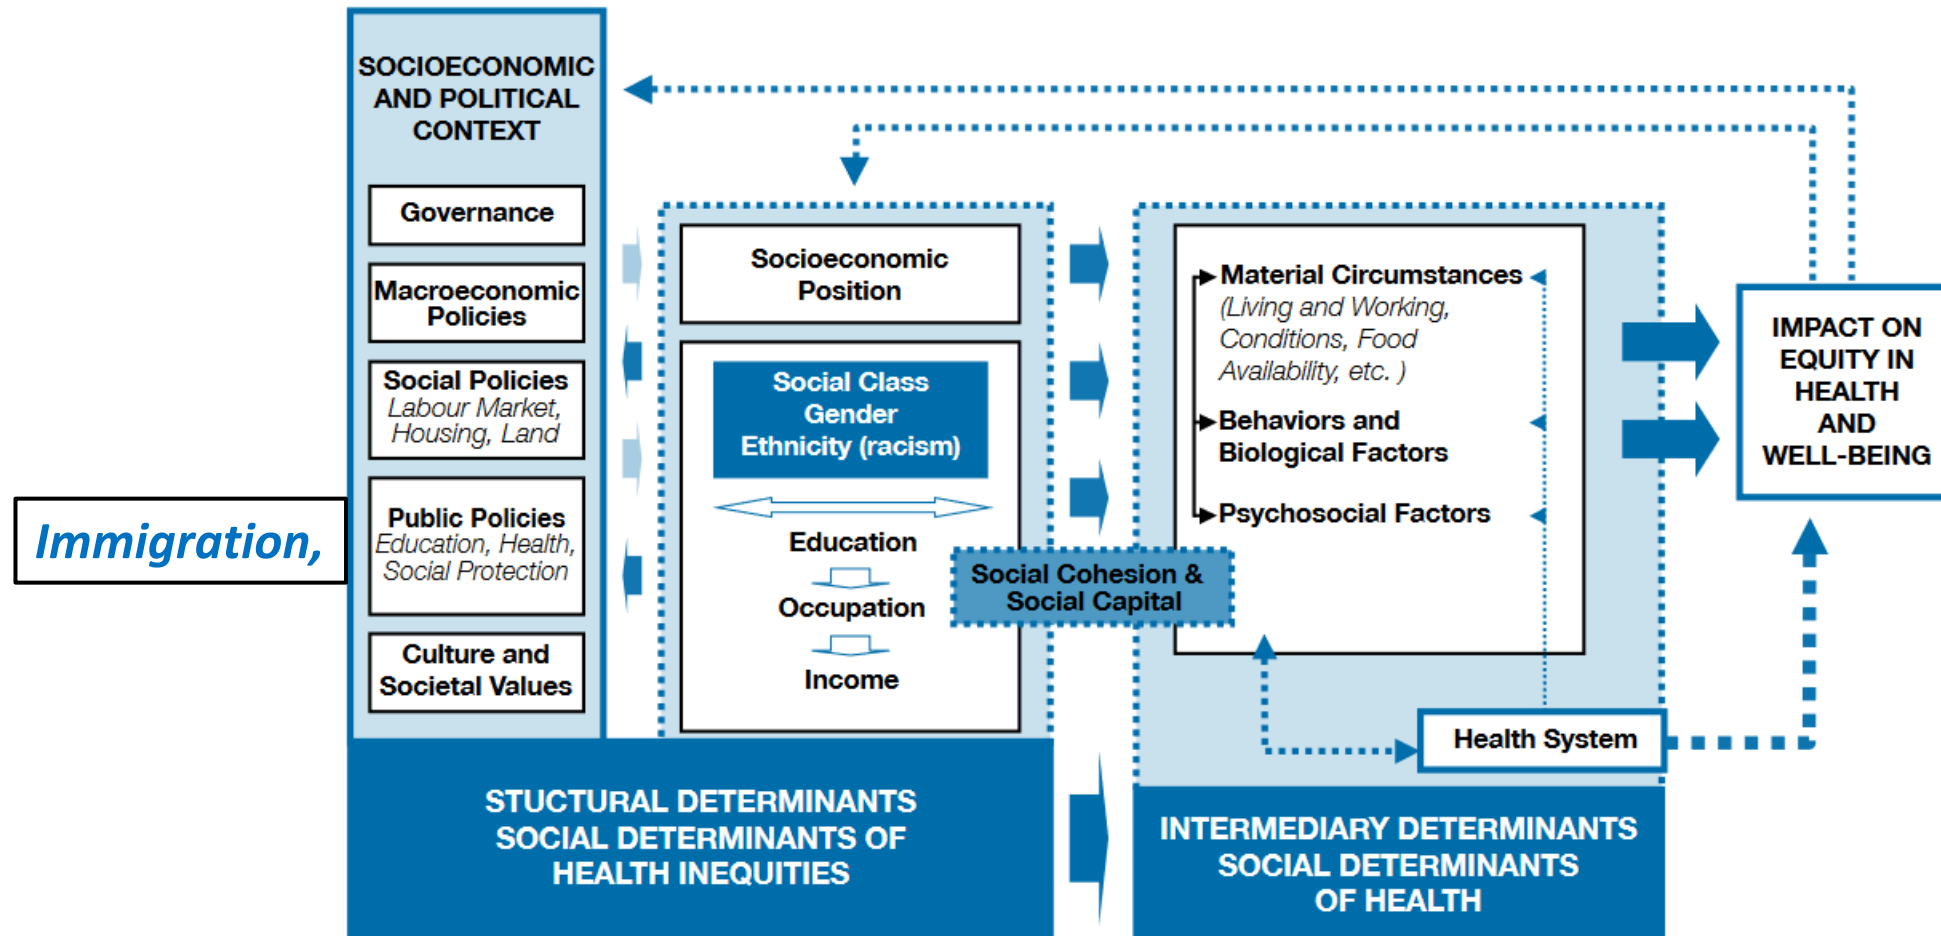 SOCIOECONOMIC
AND POLITICAL
CONTEXT
Governance
Macroeconomic
Policies
Social Policies
Labour Market,
Housing, Land
Immigration,
Public Policies
Education, Health,
Social Protection
Culture and
Societal Values
Socioeconomic
Position
Social Class
Gender
Ethnicity (racism)
Education
Occupation
Income
Social Cohesion &
Social Capital
Material Circumstances
(Living and Working,
Conditions, Food
Availability, etc. )
Behaviors and
Biological Factors
Psychosocial Factors
Health System
IMPACT ON
EQUITY IN
HEALTH
AND
WELL-BEING
STUCTURAL DETERMINANTS
SOCIAL DETERMINANTS OF
HEALTH INEQUITIES
INTERMEDIARY DETERMINANTS
SOCIAL DETERMINANTS
OF HEALTH